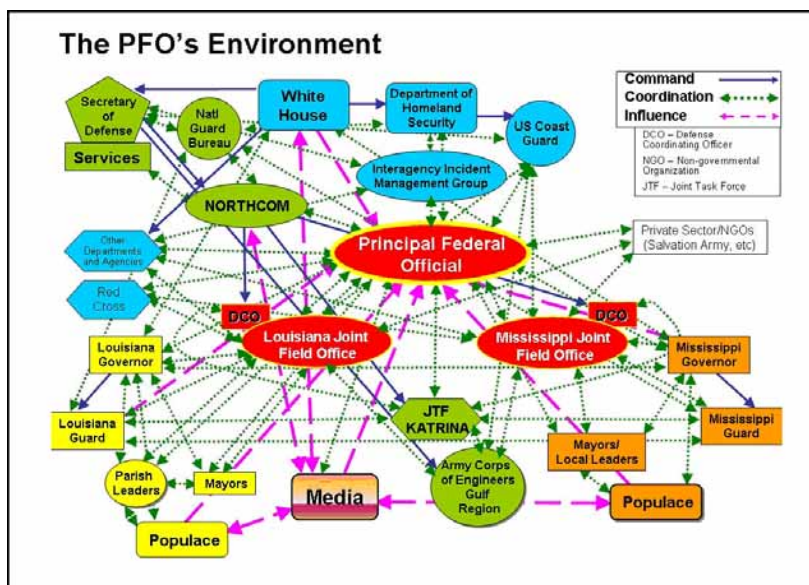 The PFO's Environment
Command
Coordination
Influence
DCO – Defense
Coordinating Officer
NGO – Non-governmental
Organization
JTF – Joint Task Force
Secretary
of Defense
Services
Natl
Guard
Bureau
White
House
Department of
Homeland
Security
US Coast
Guard
Interagency Incident
Management Group
NORTHCOM
Other
Departments
and Agencies
Principal Federal
Official
Private Sector/NGOs
(Salvation Army, etc)
Red
Cross
DCO
DCO
Louisiana
Governor
Louisiana Joint
Field Office
Mississippi Joint
Field Office
Mississippi
Governor
Louisiana
Guard
JTF
KATRINA
Mississippi
Guard
Parish
Leaders
Mayors
Media
Army Corps
of Engineers
Gulf
Region
Mayors/
Local Leaders
Populace
Populace